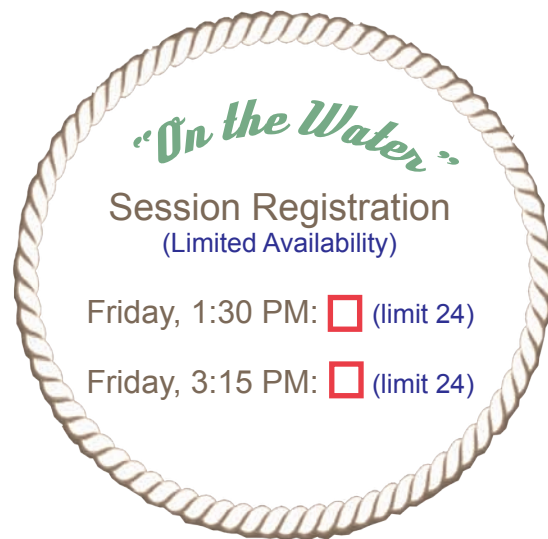 “On the Water”
Session Registration
(Limited Availability)
Friday, 1:30 PM: (limit 24)
Friday, 3:15 PM: (limit 24)